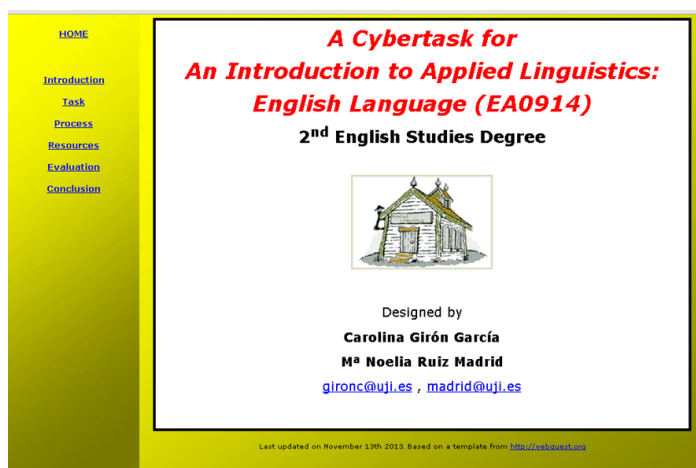 HOME
Introduction
Task
Process
Resources
Evaluation
Conclusion
A Cybertask for
An Introduction to Applied Linguistics:
English Language (EA0914)
2nd English Studies Degree
Designed by
Carolina Girón García
Mª Noelia Ruiz Madrid
gironc@uji.es , madrid@uji.es
Last updated on November 13th 2013. Based on a template from http://webquest.org